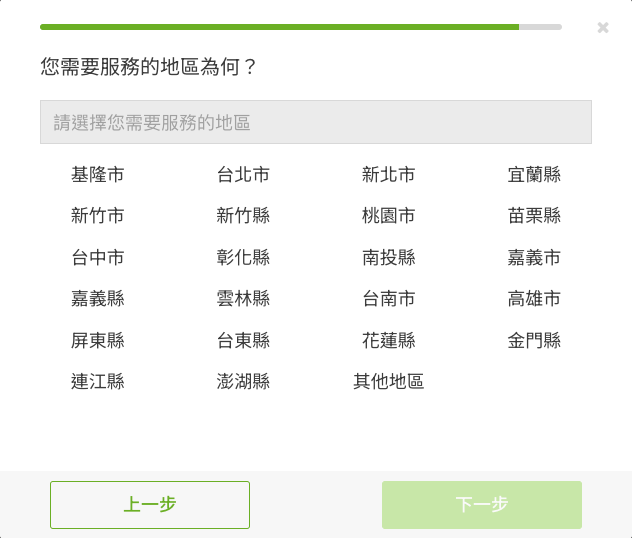 您需要服務的地區為何？
請選擇您需要服務的地區
基隆市 台北市 新北市 宜蘭縣
新竹市 新竹縣 桃園市 苗栗縣
台中市 彰化縣 南投縣 嘉義市
嘉義縣 雲林縣 台南市 高雄市
屏東縣 台東縣 花蓮縣 金門縣
連江縣 澎湖縣 其他地區
上一步 下一步